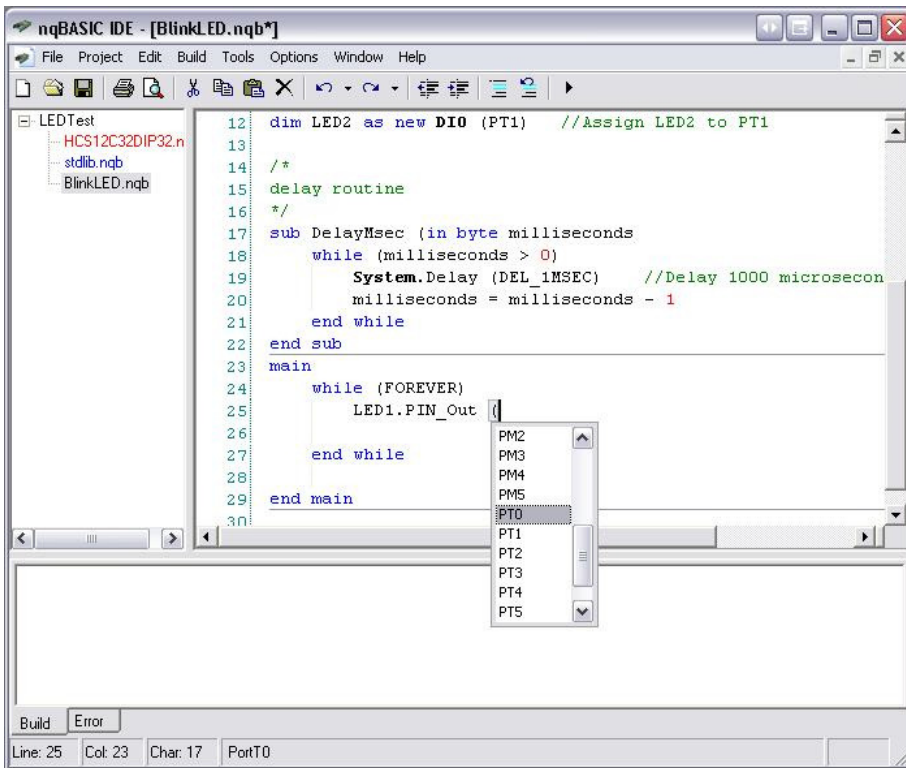 nqBASIC IDE - [BlinkLED.nqb*]
File Project Edit Build Tools Options Window Help
LEDTest
HCS12C32DIP32.n
stdlib.nqb
BlinkLED.nqb
12 dim LED2 as new DIO (PT1) //Assign LED2 to PT1
13
14 /*
15 delay routine
16 */
17 sub DelayMsec (in byte milliseconds
18 while (milliseconds > 0)
19 System.Delay (DEL_1MSEC) //Delay 1000 microsecon
20 milliseconds = milliseconds - 1
21 end while
22 end sub
23 main
24 while (FOREVER)
25 LED1.PIN_Out (
26
27 end while
28
29 end main
30
PM2
PM3
PM4
PM5
PT0
PT1
PT2
PT3
PT4
PT5
Build Error
Line: 25 Col: 23 Char: 17 PortT0